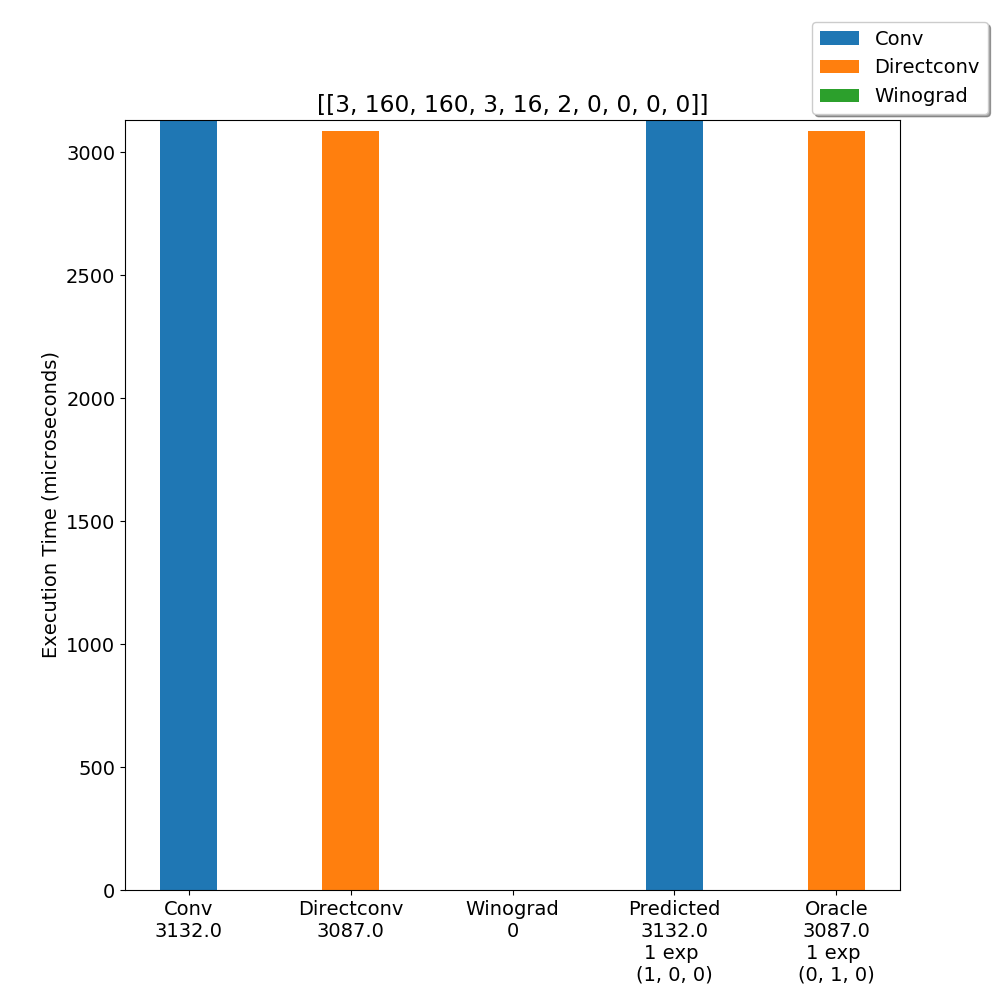 Conv
Directconv
Winograd
[[3, 160, 160, 3, 16, 2, 0, 0, 0, 0]]
Execution Time (microseconds)
3000
2500
2000
1500
1000
500
0
Conv
3132.0
Directconv
3087.0
Winograd
0
Predicted
3132.0
1 exp
(1, 0, 0)
Oracle
3087.0
1 exp
(0, 1, 0)